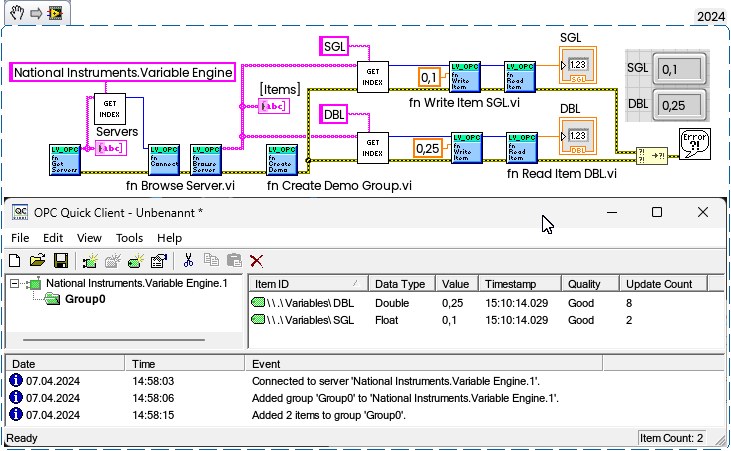 2024
SGL
SGL
National Instruments.Variable Engine
GET
INDEX
LV_OPC
fn
Write
Item
LV_OPC
fn
Read
Item
1.23
SGL
SGL
0,1
[Items]
0,1
GET
INDEX
abc
fn Write Item SGL.vi
DBL
0,25
Servers
DBL
DBL
abc
1.23
DBL
Error
?!
LV_OPC
fn
Get
Servers
LV_OPC
fn
Connect
LV_OPC
fn
Browse
Server
LV_OPC
fn
Create
Demo
GET
INDEX
0,25
LV_OPC
fn
Write
Item
LV_OPC
fn
Read
Item
?!
?!
→?!
fn Read Item DBL.vi
fn Browse Server.vi
fn Create Demo Group.vi
OPC Quick Client - Unbenannt *
File Edit View Tools Help
National Instruments.Variable Engine.1
Group0
Item ID Data Type Value Timestamp Quality Update Count
\\.\Variables\DBL Double 0,25 15:10:14.029 Good 8
\\.\Variables\SGL Float 0,1 15:10:14.029 Good 2
Date Time Event
07.04.2024 14:58:03 Connected to server 'National Instruments.Variable Engine.1'.
07.04.2024 14:58:06 Added group 'Group0' to 'National Instruments.Variable Engine.1'.
07.04.2024 14:58:15 Added 2 items to group 'Group0'.
Ready
Item Count: 2